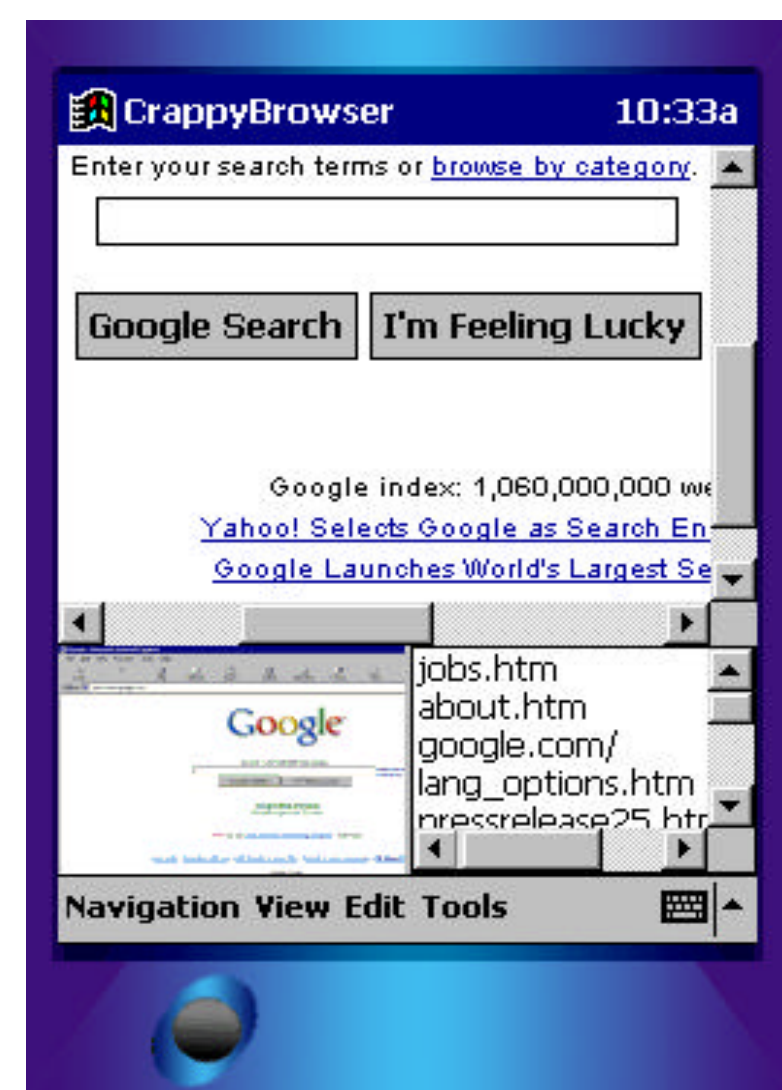 CrappyBrowser 10:33a
Enter your search terms or browse by category.
Google Search I'm Feeling Lucky
Google index: 1,060,000,000 we
Yahoo! Selects Google as Search En
Google Launches World's Largest Se
Google
jobs.htm
about.htm
google.com/
lang_options.htm
pressrelease25.htr
Navigation View Edit Tools